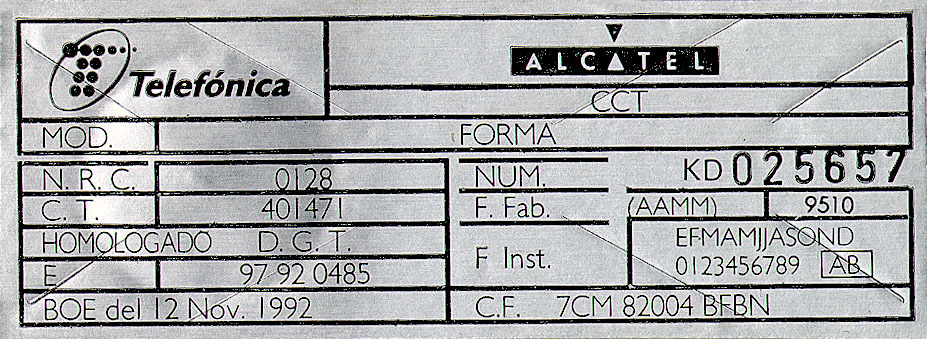 Telefónica
ALCATEL
CCT
MOD. FORMA
N. R. C. 0128
C. T. 401471
HOMOLOGADO D. G. T.
E 97 92 0485
BOE del 12 Nov. 1992
NUM. KD 025657
F. Fab. (AAMM) 9510
F Inst. EFMAMJJASOND
0123456789 AB
C.F. 7CM 82004 BFBN